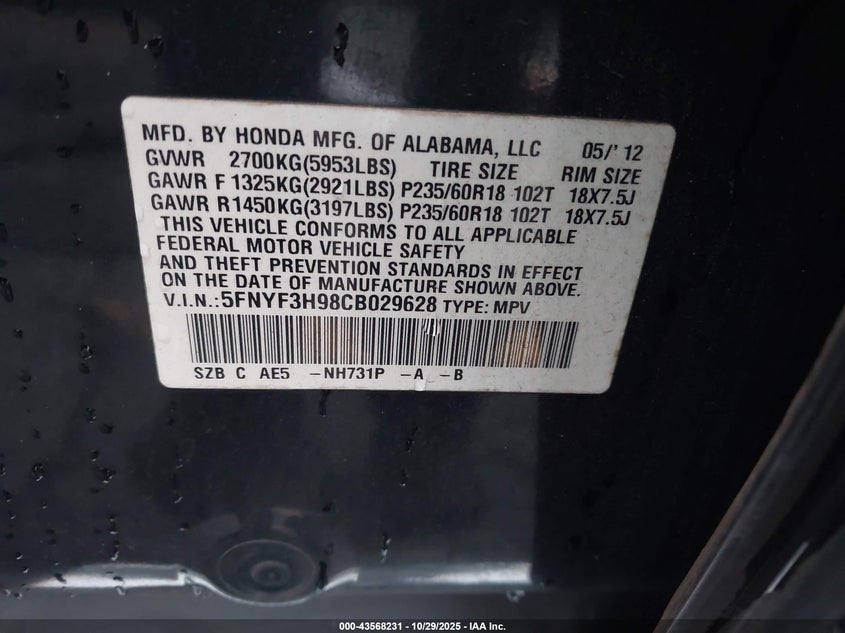 MFD. BY HONDA MFG. OF ALABAMA, LLC 05/'12
GVWR 2700KG(5953LBS) TIRE SIZE RIM SIZE
GAWR F 1325KG(2921LBS) P235/60R18 102T 18X7.5J
GAWR R1450KG(3197LBS) P235/60R18 102T 18X7.5J
THIS VEHICLE CONFORMS TO ALL APPLICABLE
FEDERAL MOTOR VEHICLE SAFETY
AND THEFT PREVENTION STANDARDS IN EFFECT
ON THE DATE OF MANUFACTURE SHOWN ABOVE.
V.I.N.:5FNYF3H98CB029628 TYPE: MPV
SZB C AE5 -NH731P -A -B
000-43568231 - 10/29/2025 - IAA Inc.